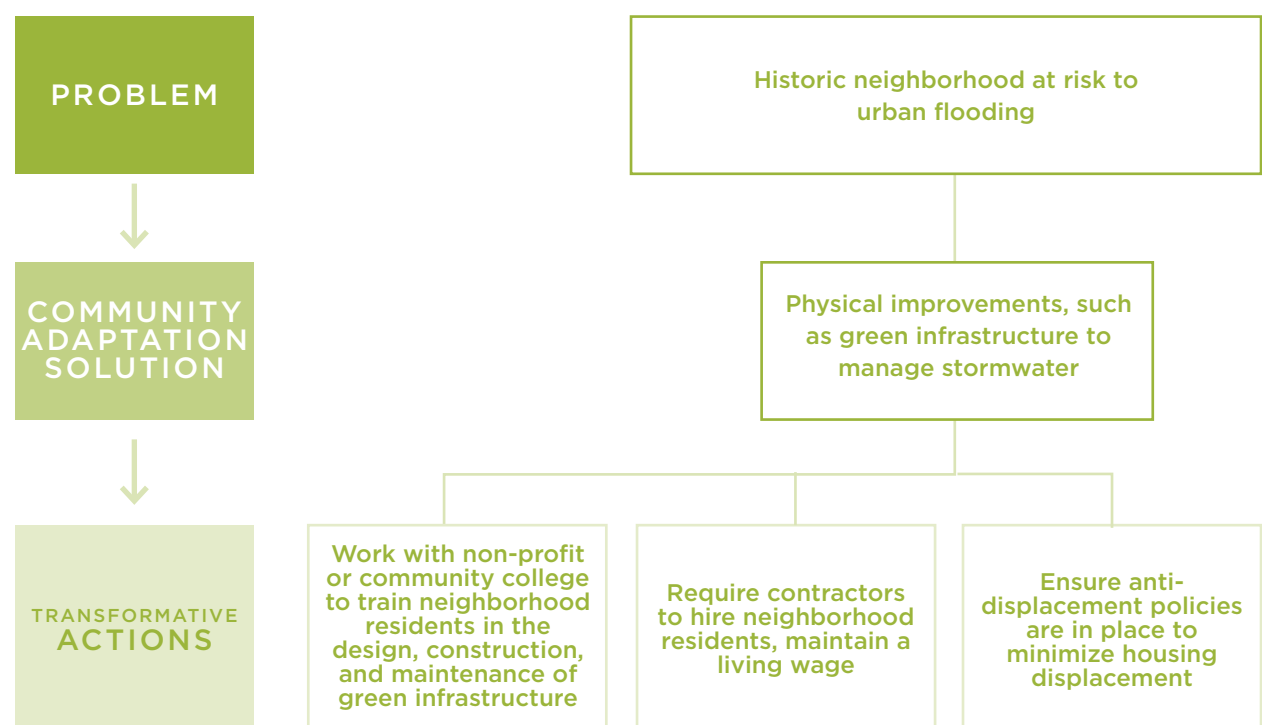 PROBLEM
Historic neighborhood at risk to
urban flooding
COMMUNITY
ADAPTATION
SOLUTION
Physical improvements, such
as green infrastructure to
manage stormwater
TRANSFORMATIVE
ACTIONS
Work with non-profit
or community college
to train neighborhood
residents in the
design, construction,
and maintenance of
green infrastructure
Require contractors
to hire neighborhood
residents, maintain a
living wage
Ensure anti-
displacement policies
are in place to
minimize housing
displacement